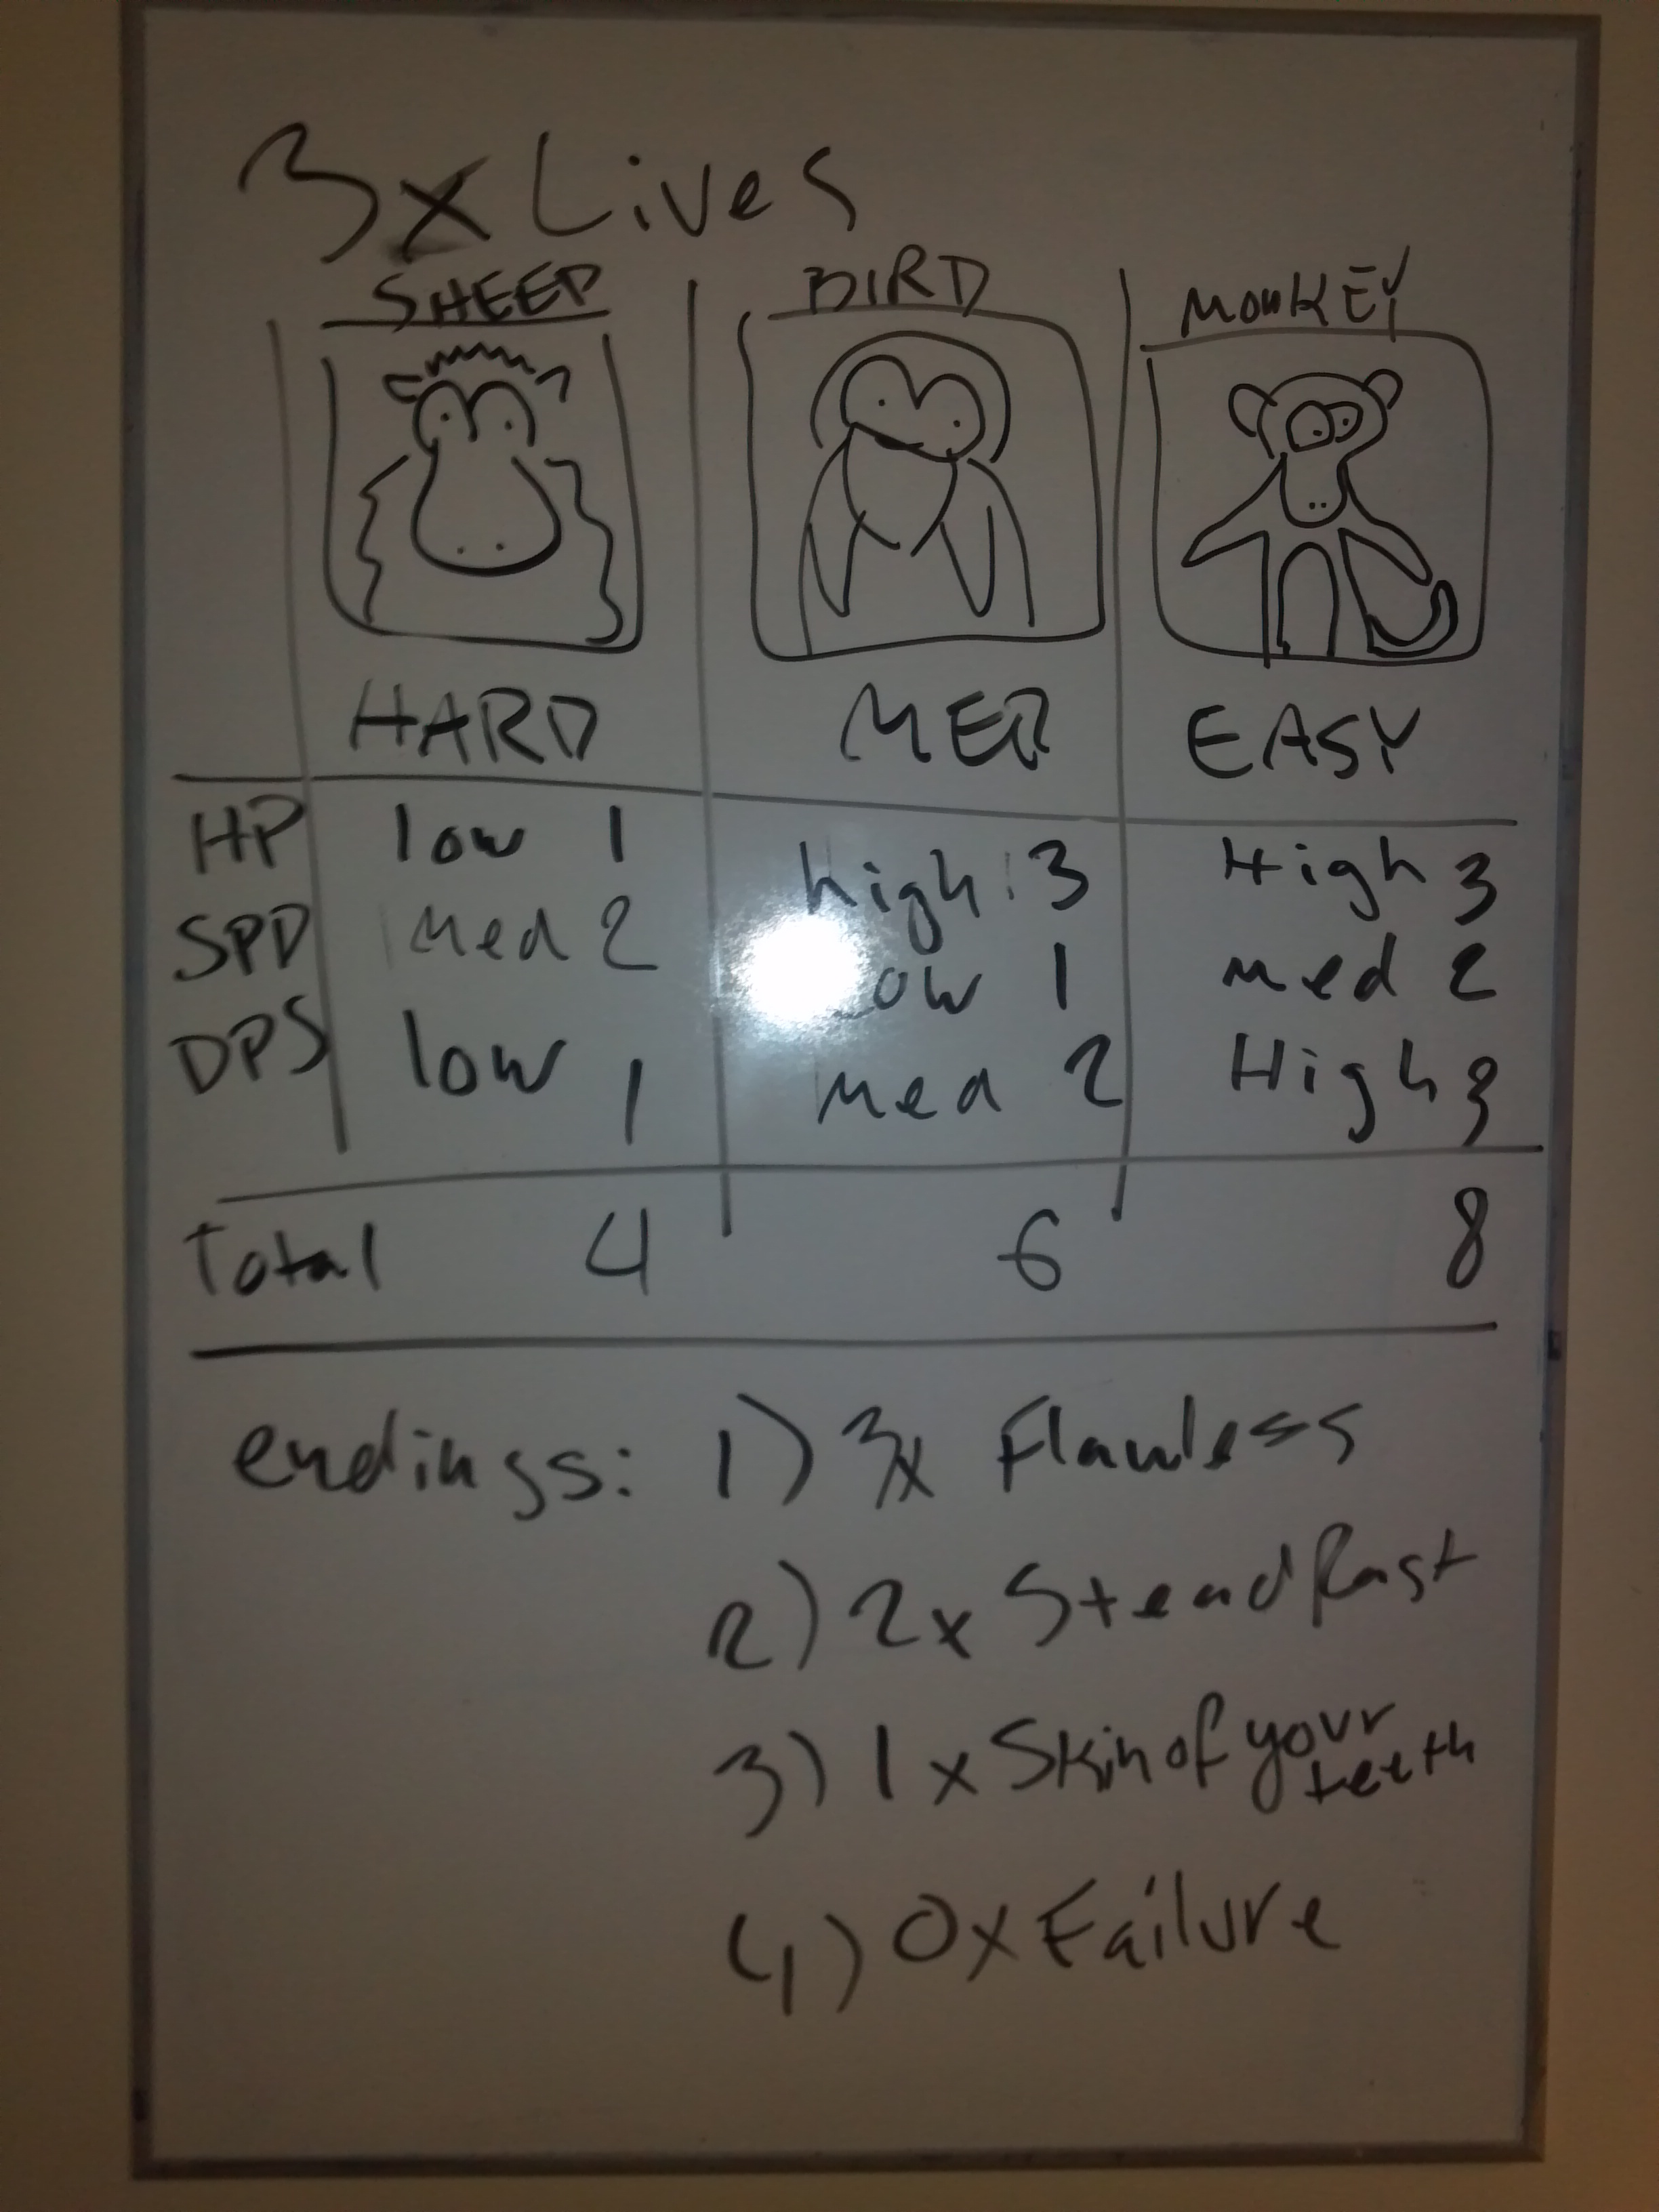 3x Lives
SHEEP BIRD MONKEY
HARD MED EASY
HP low 1 high 3 High 3
SPD Med 2 low 1 med 2
DPS low 1 Med 2 High 3
Total 4 6 8
endings: 1) 3x Flawless
2) 2x Steadfast
3) 1x Skin of your
teeth
4) 0x Failure